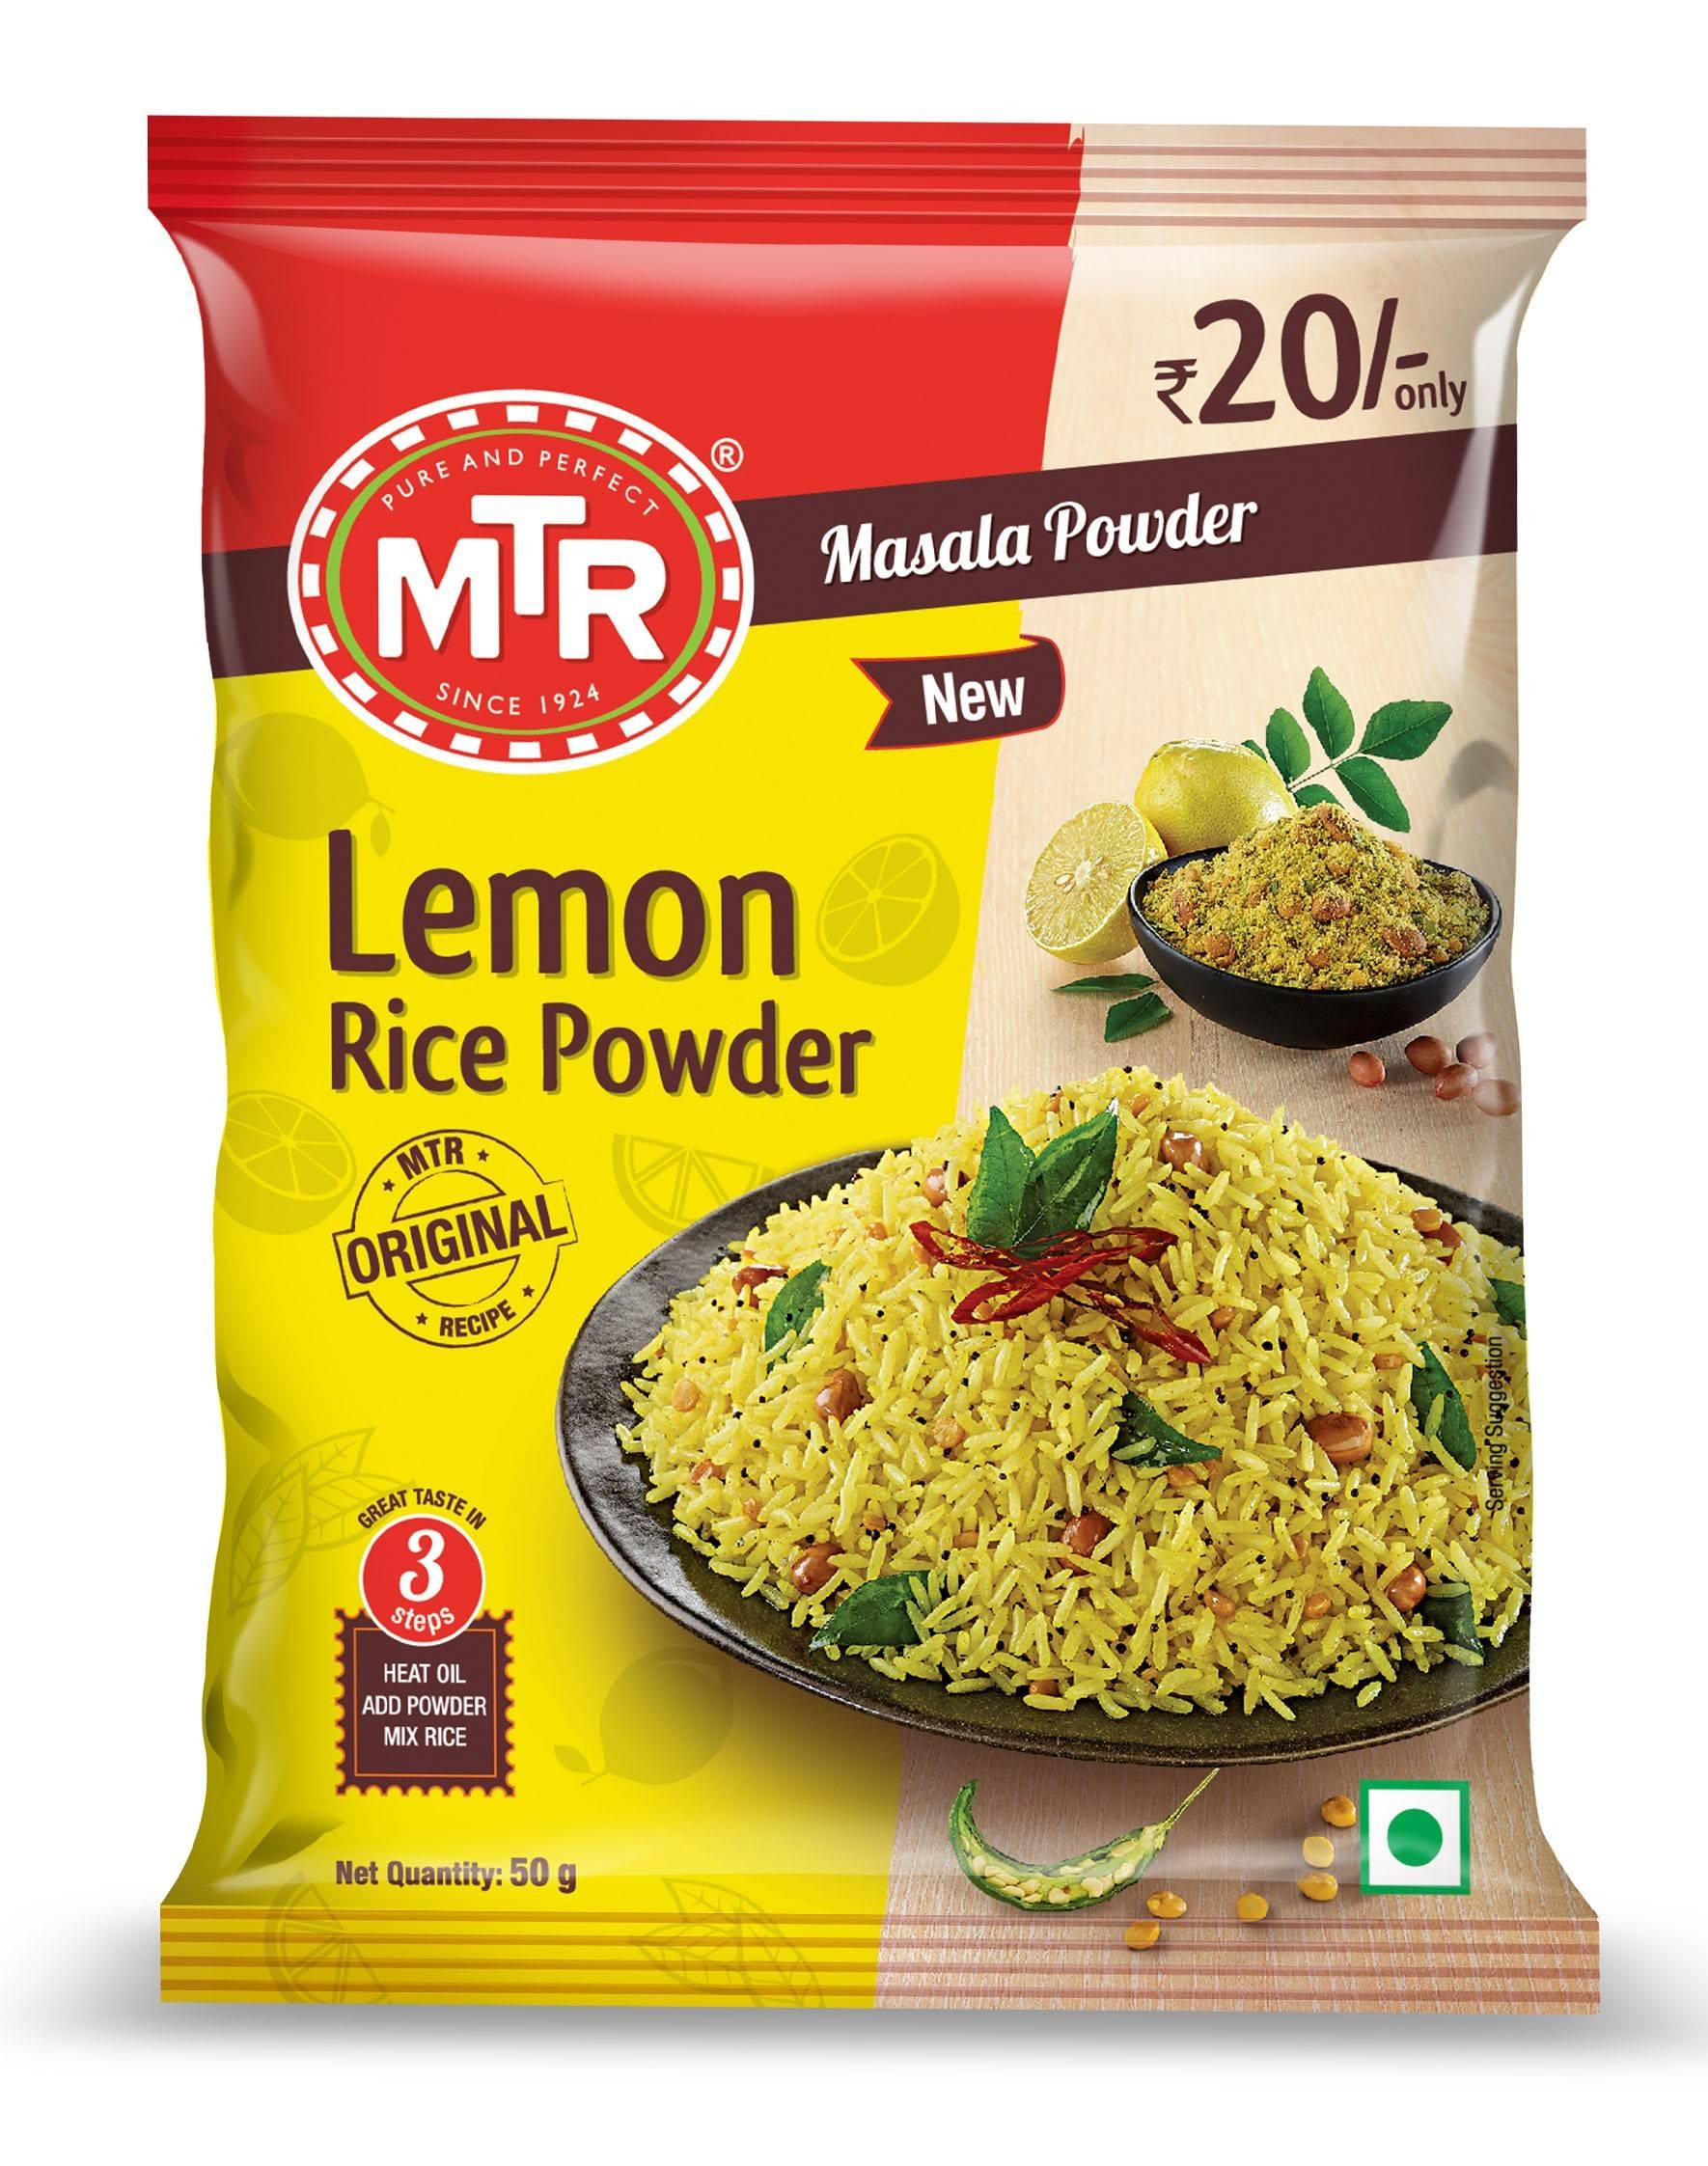 ₹20/- only
PURE AND PERFECT
MTR
SINCE 1924
®
Masala Powder
New
Lemon
Rice Powder
MTR
ORIGINAL
RECIPE
GREAT TASTE IN
3
steps
HEAT OIL
ADD POWDER
MIX RICE
Serving Suggestion
Net Quantity: 50 g